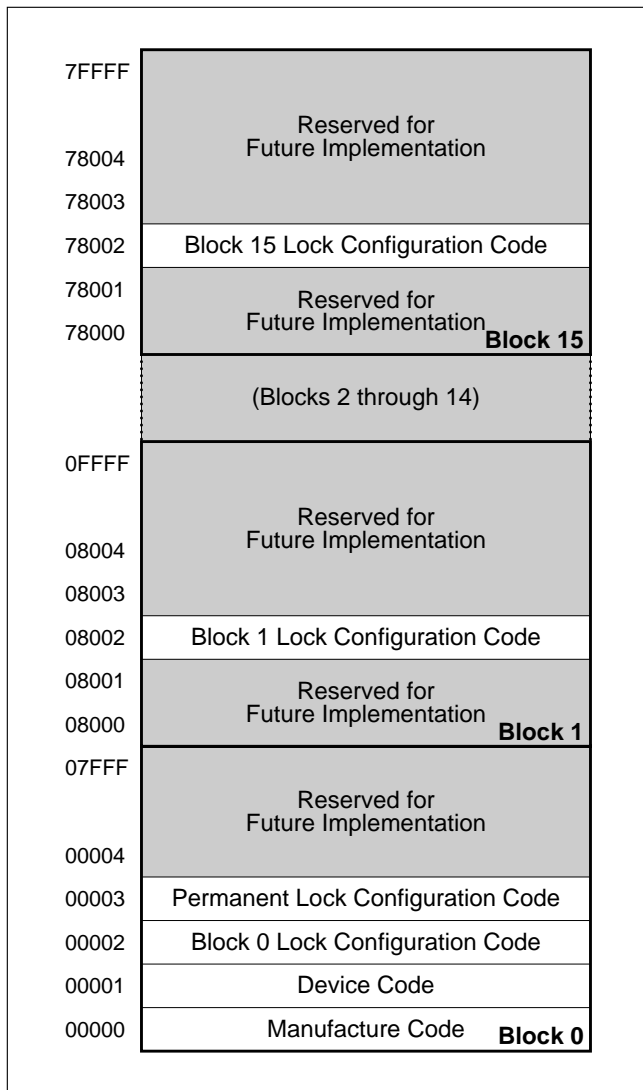 7FFFF
Reserved for
Future Implementation
78004
78003
78002 Block 15 Lock Configuration Code
78001
Reserved for
Future Implementation
78000
Block 15
(Blocks 2 through 14)
0FFFF
Reserved for
Future Implementation
08004
08003
08002 Block 1 Lock Configuration Code
08001
Reserved for
Future Implementation
08000
Block 1
07FFF
Reserved for
Future Implementation
00004
00003 Permanent Lock Configuration Code
00002 Block 0 Lock Configuration Code
00001 Device Code
00000 Manufacture Code Block 0